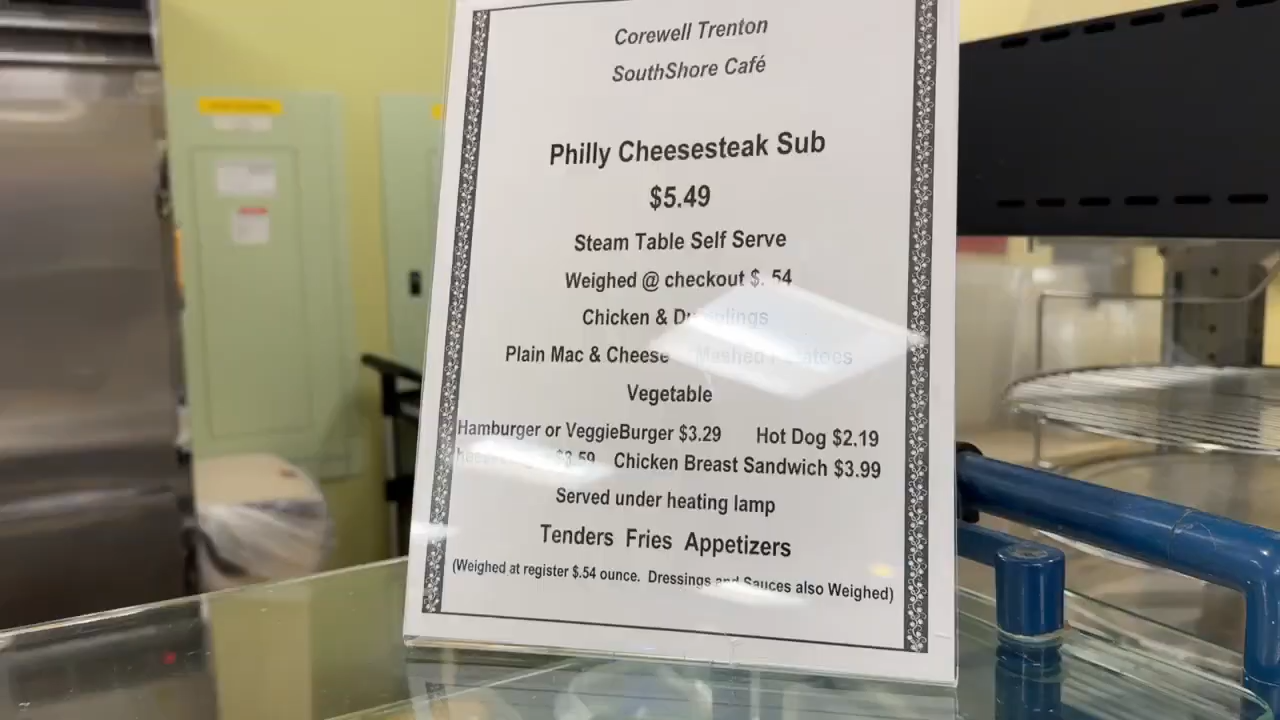 Corewell Trenton
SouthShore Café
Philly Cheesesteak Sub
$5.49
Steam Table Self Serve
Weighed @ checkout $. 54
Chicken & Dumplings
Plain Mac & Cheese Mashed Potatoes
Vegetable
Hamburger or VeggieBurger $3.29 Hot Dog $2.19
$3.59 Chicken Breast Sandwich $3.99
Served under heating lamp
Tenders Fries Appetizers
(Weighed at register $.54 ounce. Dressings and Sauces also Weighed)